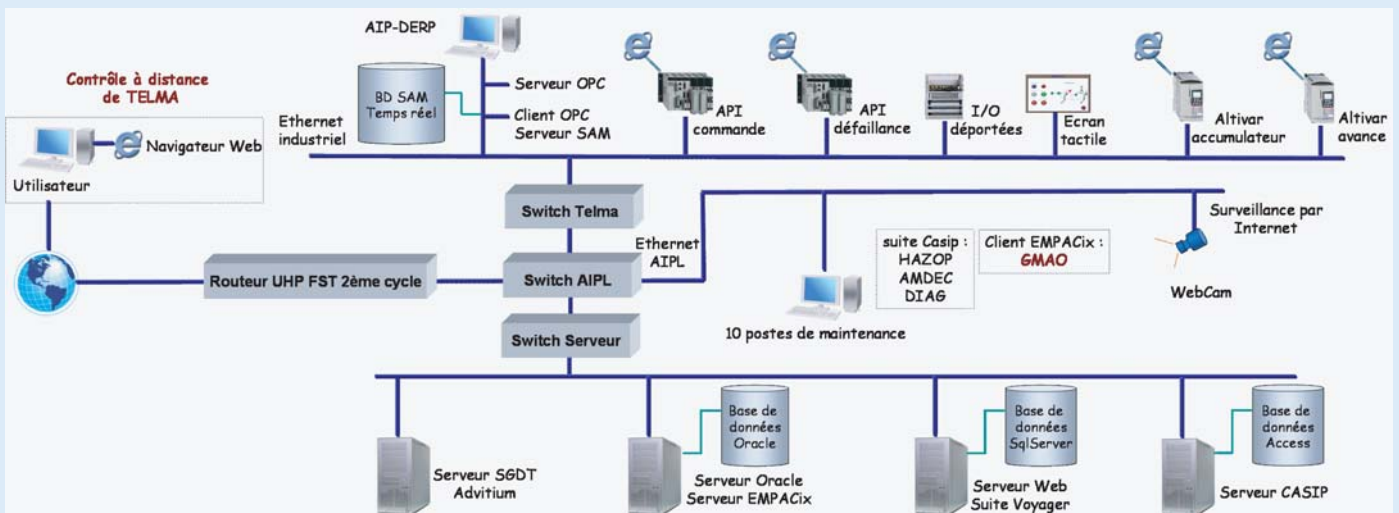 AIP-DERP
Contrôle à distance
de TELMA
Navigateur Web
Utilisateur
BD SAM
Temps réel
Serveur OPC
Client OPC
Serveur SAM
Ethernet
industriel
API
commande
API
défaillance
I/O
déportées
Ecran
tactile
Altivar
accumulateur
Altivar
avance
Switch Telma
Ethernet
AIPL
Routeur UHP FST 2ème cycle
Switch AIPL
Switch Serveur
suite Casip :
HAZOP
AMDEC
DIAG
Client EMPACix :
GMAO
Surveillance par
Internet
WebCam
10 postes de maintenance
Serveur SGDT
Advitium
Base de
données
Oracle
Serveur Oracle
Serveur EMPACix
Base de
données
SqlServer
Serveur Web
Suite Voyager
Base de
données
Access
Serveur CASIP